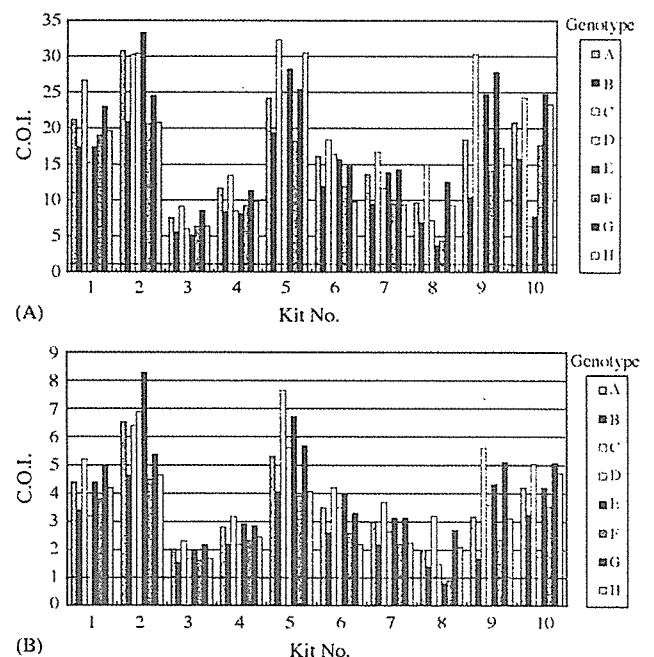 Genotype
35
30
25
20
15
10
5
0
C.O.I.
A
B
C
D
E
F
G
H
1 2 3 4 5 6 7 8 9 10
Kit No.
(A)
Genotype
9
8
7
6
5
4
3
2
1
0
C.O.I.
A
B
C
D
E
F
G
H
1 2 3 4 5 6 7 8 9 10
Kit No.
(B)